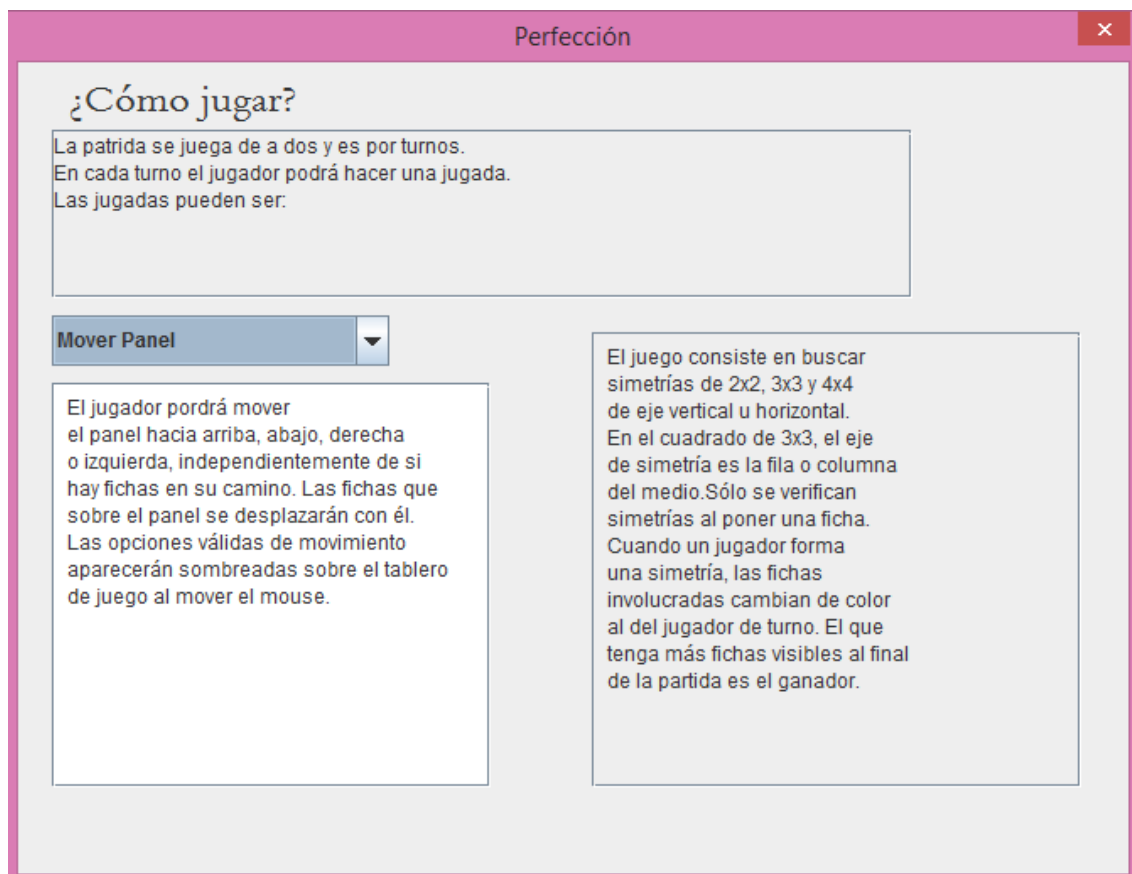 Perfección
¿Cómo jugar?
La patrida se juega de a dos y es por turnos.
En cada turno el jugador podrá hacer una jugada.
Las jugadas pueden ser:
Mover Panel
El jugador pordrá mover
el panel hacia arriba, abajo, derecha
o izquierda, independientemente de si
hay fichas en su camino. Las fichas que
sobre el panel se desplazarán con él.
Las opciones válidas de movimiento
aparecerán sombreadas sobre el tablero
de juego al mover el mouse.
El juego consiste en buscar
simetrías de 2x2, 3x3 y 4x4
de eje vertical u horizontal.
En el cuadrado de 3x3, el eje
de simetría es la fila o columna
del medio.Sólo se verifican
simetrías al poner una ficha.
Cuando un jugador forma
una simetría, las fichas
involucradas cambian de color
al del jugador de turno. El que
tenga más fichas visibles al final
de la partida es el ganador.